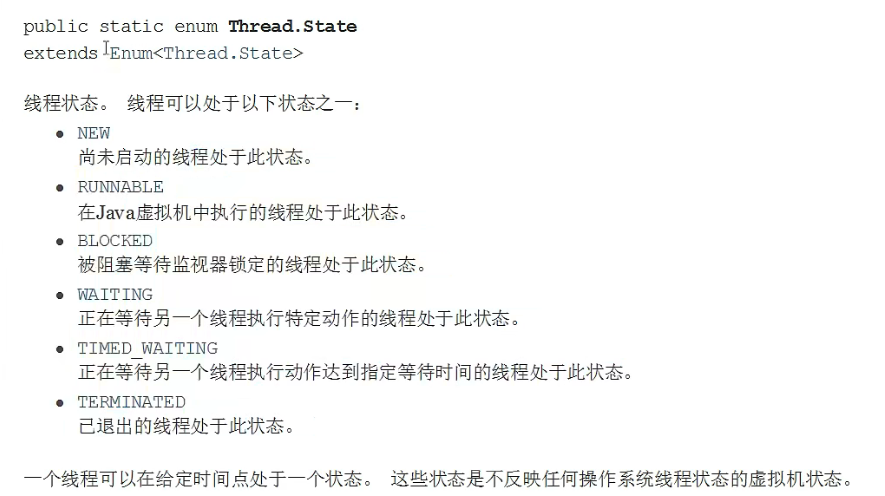 public static enum Thread.State
extends Enum<Thread.State>
线程状态。 线程可以处于以下状态之一：
• NEW
尚未启动的线程处于此状态。
• RUNNABLE
在Java虚拟机中执行的线程处于此状态。
• BLOCKED
被阻塞等待监视器锁定的线程处于此状态。
• WAITING
正在等待另一个线程执行特定动作的线程处于此状态。
• TIMED_WAITING
正在等待另一个线程执行动作达到指定等待时间的线程处于此状态。
• TERMINATED
已退出的线程处于此状态。
一个线程可以在给定时间点处于一个状态。 这些状态是不反映任何操作系统线程状态的虚拟机状态。